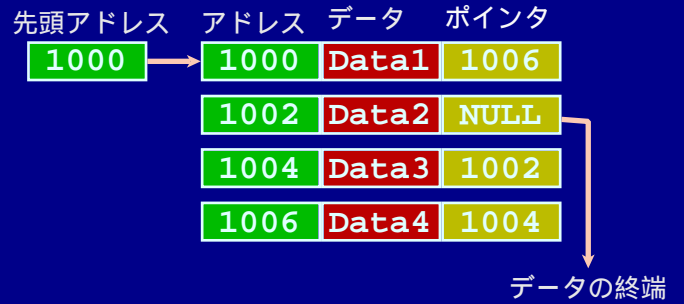 先頭アドレス アドレス データ ポインタ
1000 1000 Data1 1006
1002 Data2 NULL
1004 Data3 1002
1006 Data4 1004
データの終端